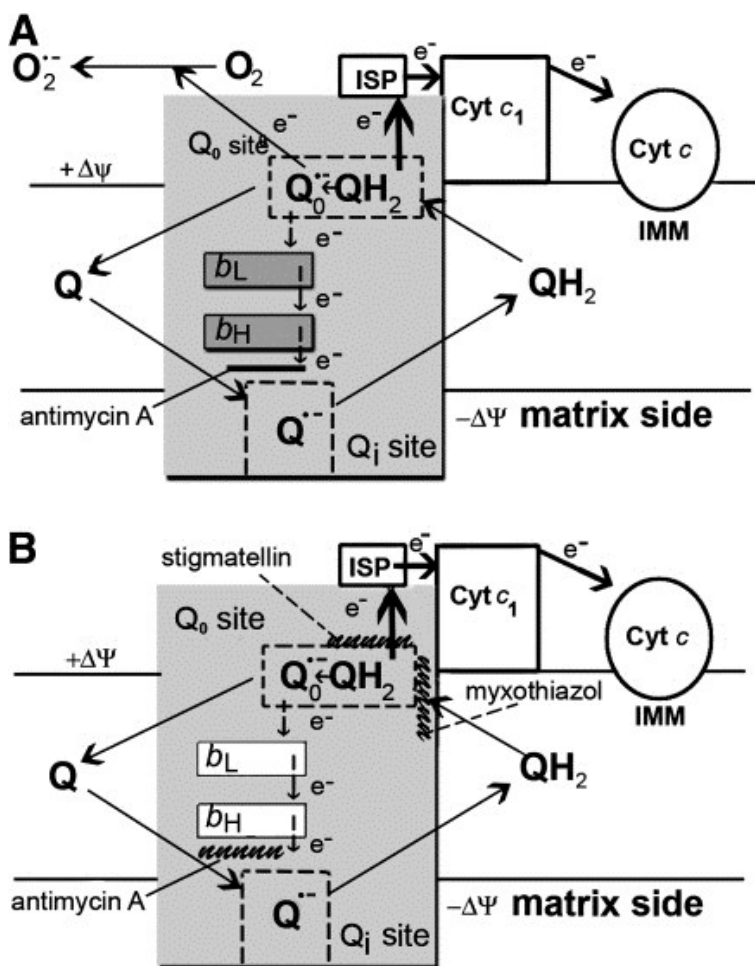 A
O₂˙⁻ O₂
ISP e⁻ Cyt c₁ e⁻
e⁻ e⁻
Q₀ site
Cyt c
+Δψ
Q₀˙⁻ ← QH₂
IMM
e⁻
Q bL QH₂
e⁻
bH
e⁻
antimycin A
Q˙⁻
Qi site
−ΔΨ matrix side
B
stigmatellin
ISP e⁻ Cyt c₁ e⁻
e⁻
Q₀ site
Cyt c
+ΔΨ
Q₀˙⁻ ← QH₂
myxothiazol
IMM
e⁻
Q bL QH₂
e⁻
bH
e⁻
antimycin A
Q˙⁻
Qi site
−ΔΨ matrix side